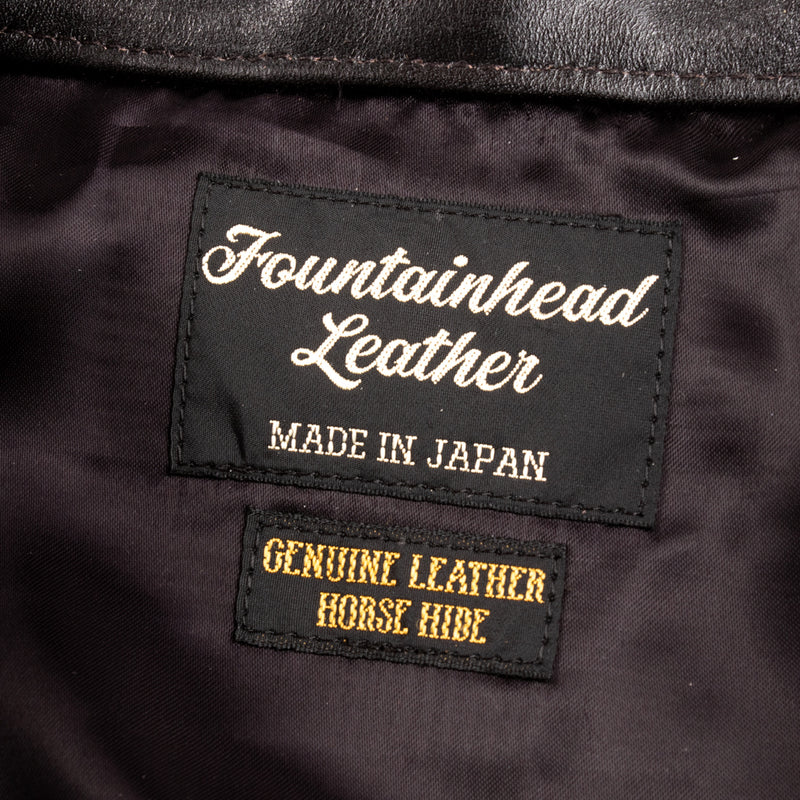 Fountainhead
Leather
MADE IN JAPAN
GENUINE LEATHER
HORSE HIDE